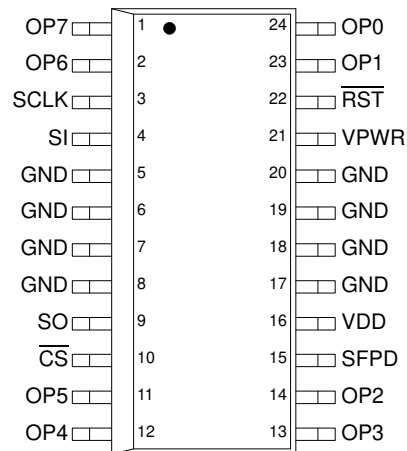 OP7 1 24 OP0
OP6 2 23 OP1
SCLK 3 22 RST
SI 4 21 VPWR
GND 5 20 GND
GND 6 19 GND
GND 7 18 GND
GND 8 17 GND
SO 9 16 VDD
CS 10 15 SFPD
OP5 11 14 OP2
OP4 12 13 OP3